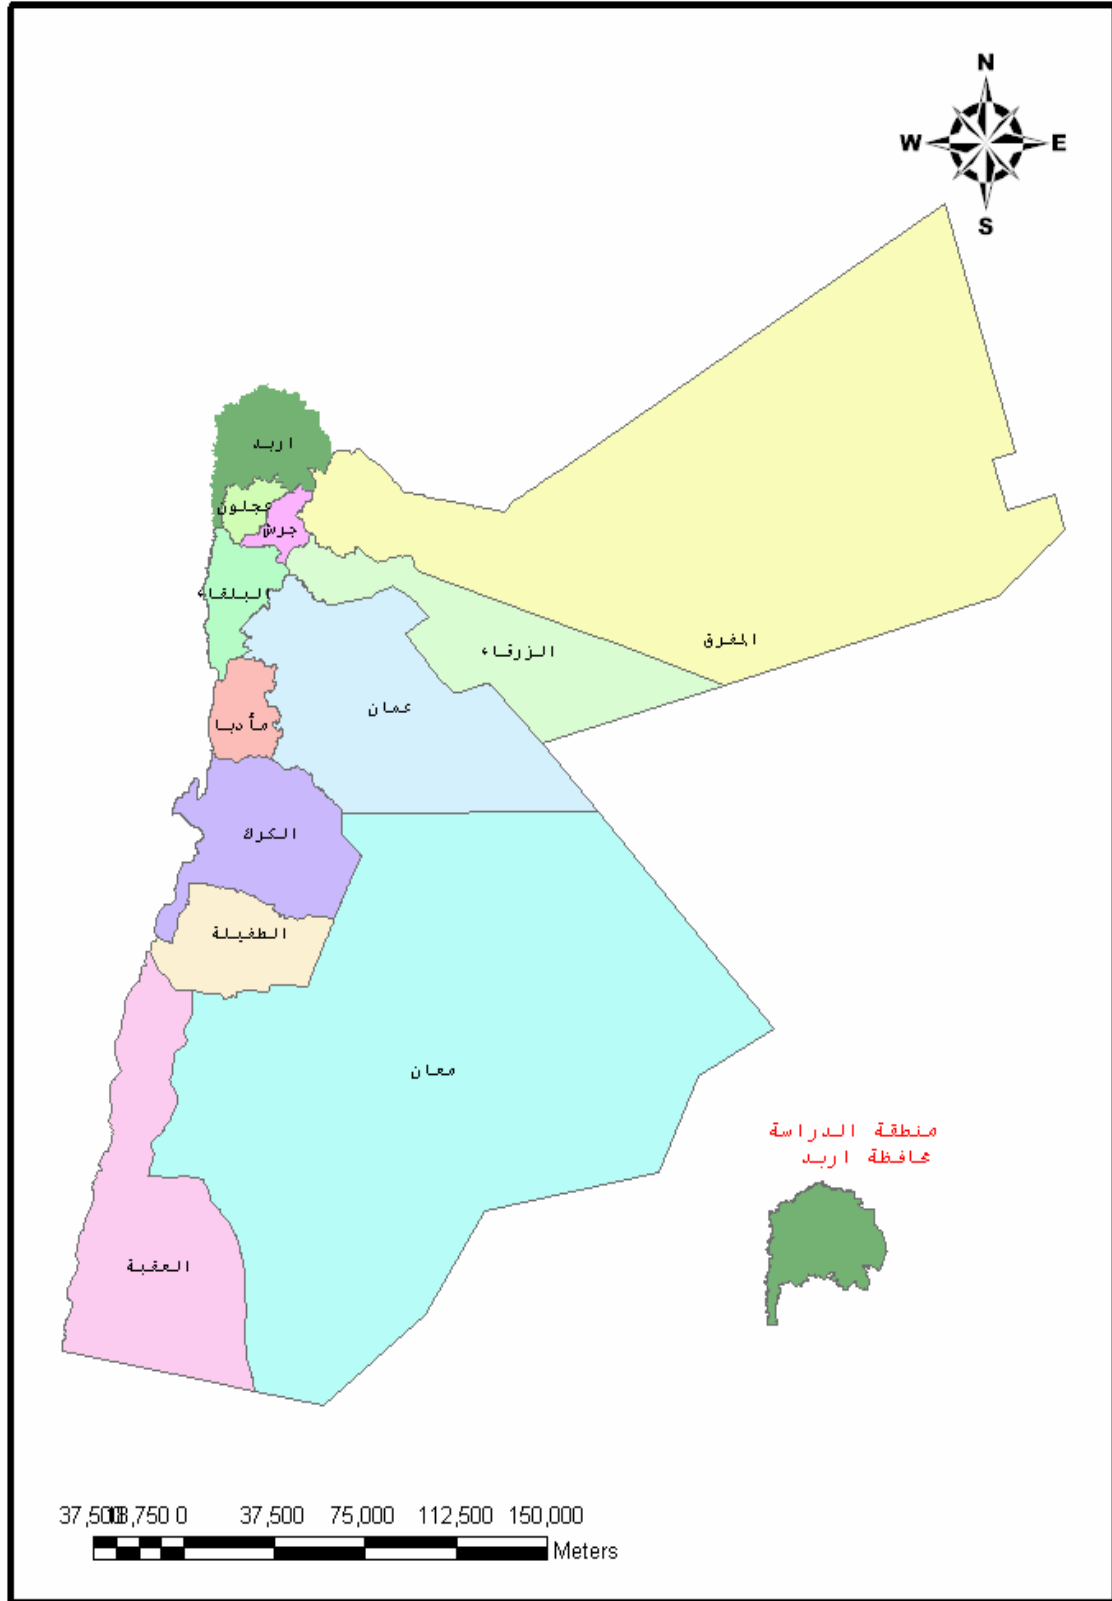 N
W E
S
اربد
عجلون
جرش
البلقاء
المفرق
الزرقاء
عمان
مأدبا
الكرك
الطفيلة
معان
منطقة الدراسة
محافظة اربد
العقبة
37,500 18,750 0 37,500 75,000 112,500 150,000
Meters